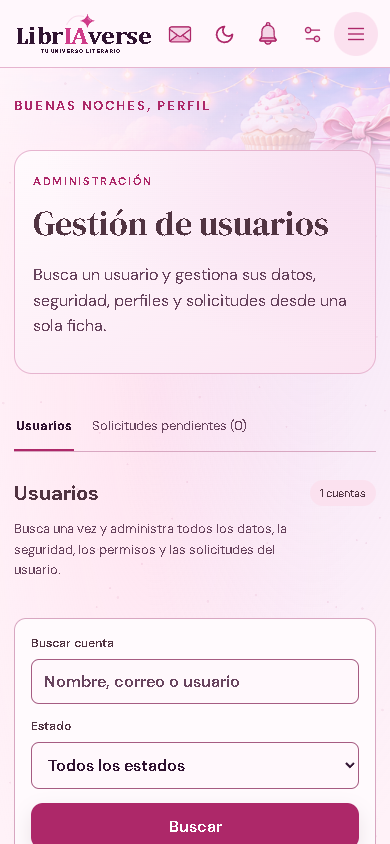 LibrIAverse
TU UNIVERSO LITERARIO
BUENAS NOCHES, PERFIL
ADMINISTRACIÓN
Gestión de usuarios
Busca un usuario y gestiona sus datos,
seguridad, perfiles y solicitudes desde una
sola ficha.
Usuarios
Solicitudes pendientes (0)
Usuarios
1 cuentas
Busca una vez y administra todos los datos, la
seguridad, los permisos y las solicitudes del
usuario.
Buscar cuenta
Nombre, correo o usuario
Estado
Todos los estados
Buscar